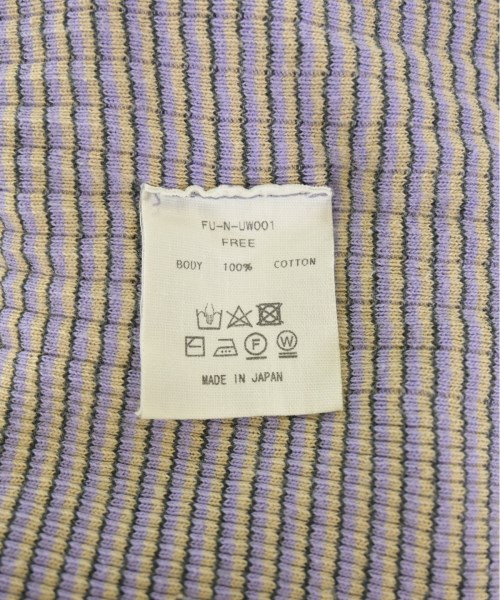 FU-N-UW001
FREE
BODY 100% COTTON
F W
MADE IN JAPAN